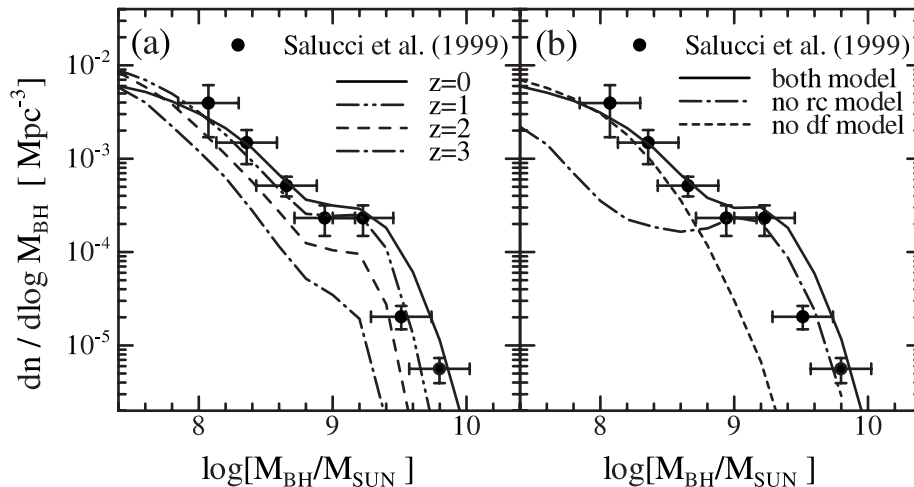 (a) Salucci et al. (1999)
z=0
z=1
z=2
z=3
(b) Salucci et al. (1999)
both model
no rc model
no df model
dn / dlog M_BH [ Mpc^-3 ]
10^-2
10^-3
10^-4
10^-5
8 9 10
8 9 10
log[M_BH/M_SUN ]
log[M_BH/M_SUN ]